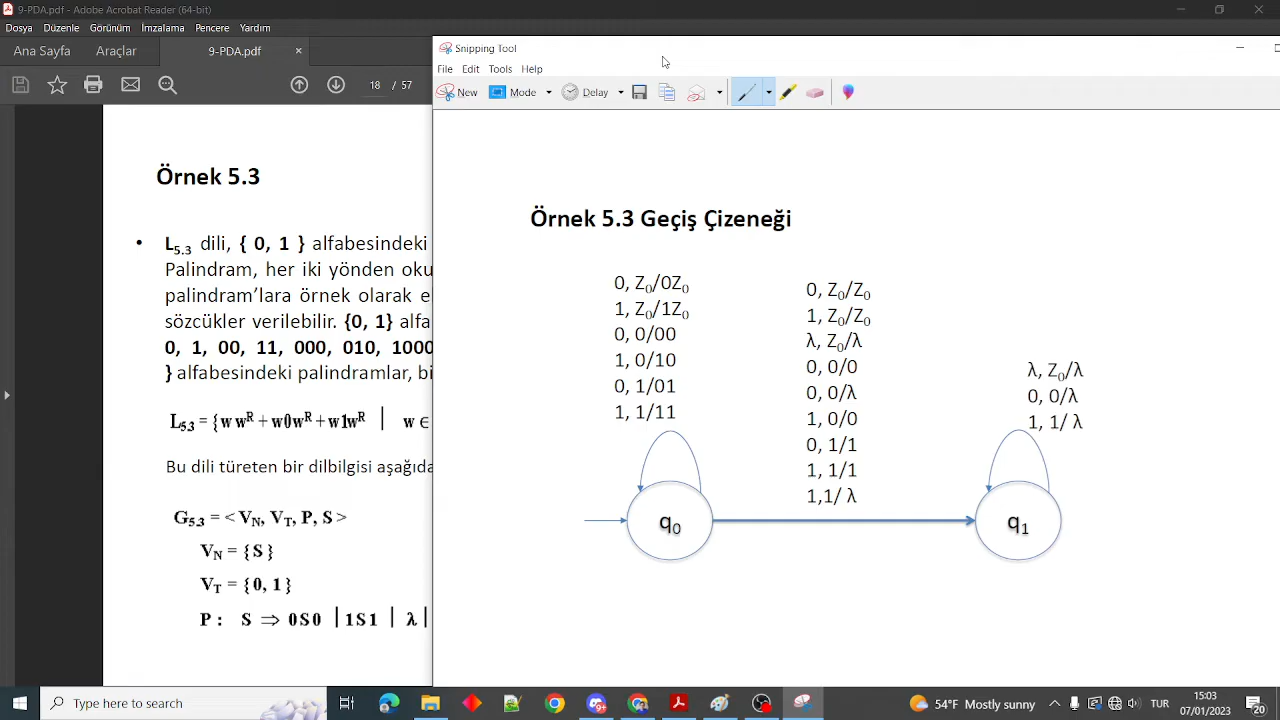 9-PDA.pdf - Adobe Acrobat Reader (64-bit)
Dosya Düzenle Görünüm İmzalama Pencere Yardım
Ana Sayfa Araçlar 9-PDA.pdf ×
18 / 57
Örnek 5.3
• L5.3 dili, { 0, 1 } alfabesindeki
Palindram, her iki yönden oku
palindram’lara örnek olarak e
sözcükler verilebilir. {0, 1} alfa
0, 1, 00, 11, 000, 010, 1000
} alfabesindeki palindramlar, bi
L5.3 = {w wR + w0wR + w1wR | w ∈
Bu dili türeten bir dilbilgisi aşağıda
G5.3 = < VN, VT, P, S >
VN = { S }
VT = { 0, 1 }
P : S ⇒ 0S0 | 1S1 | λ |
Snipping Tool
File Edit Tools Help
New Mode Delay
Örnek 5.3 Geçiş Çizeneği
0, Z0/0Z0
1, Z0/1Z0
0, 0/00
1, 0/10
0, 1/01
1, 1/11
0, Z0/Z0
1, Z0/Z0
λ, Z0/λ
0, 0/0
0, 0/λ
1, 0/0
0, 1/1
1, 1/1
1,1/ λ
λ, Z0/λ
0, 0/λ
1, 1/ λ
q0
q1
Type here to search
54°F Mostly sunny
TUR
15:03
07/01/2023
20